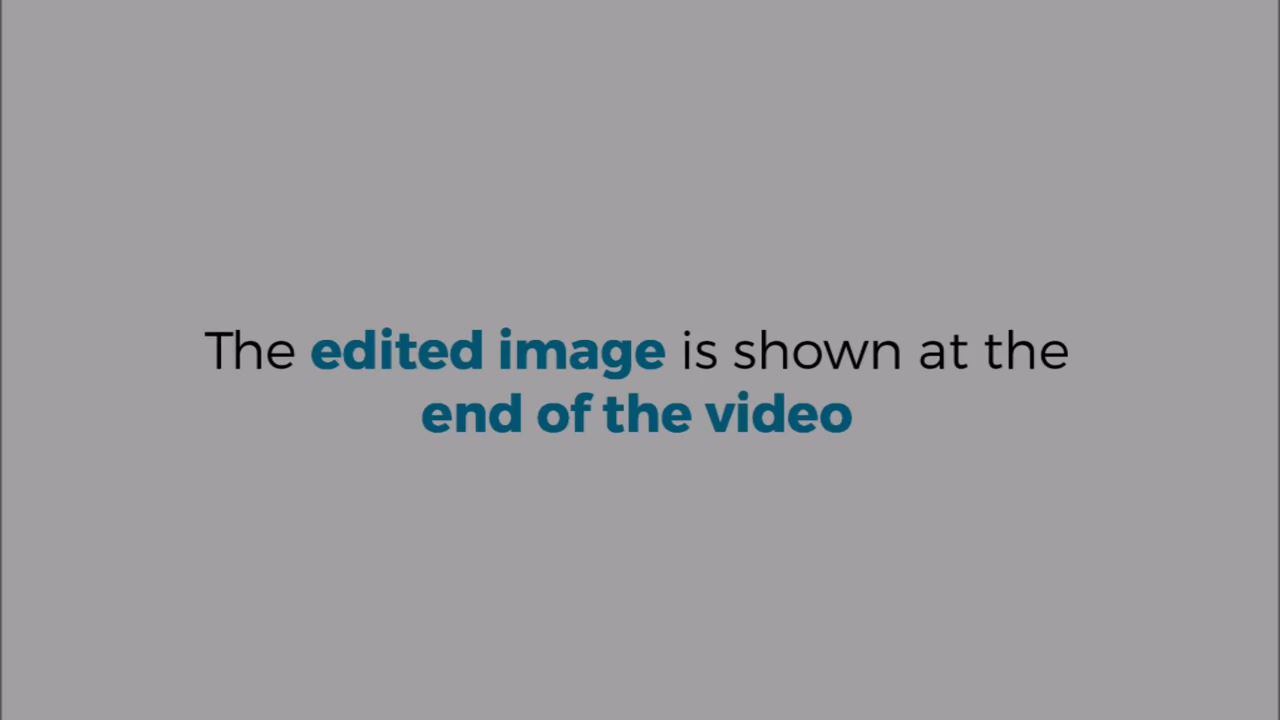 The edited image is shown at the
end of the video